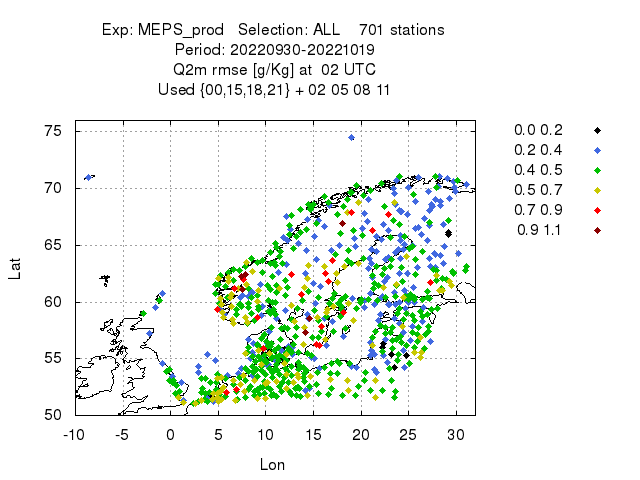 Exp: MEPS_prod   Selection: ALL    701 stations
Period: 20220930-20221019
Q2m rmse [g/Kg] at  02 UTC
Used {00,15,18,21} + 02 05 08 11
75
70
65
60
55
50
-10 -5 0 5 10 15 20 25 30
Lat
Lon
0.0 0.2
0.2 0.4
0.4 0.5
0.5 0.7
0.7 0.9
0.9 1.1